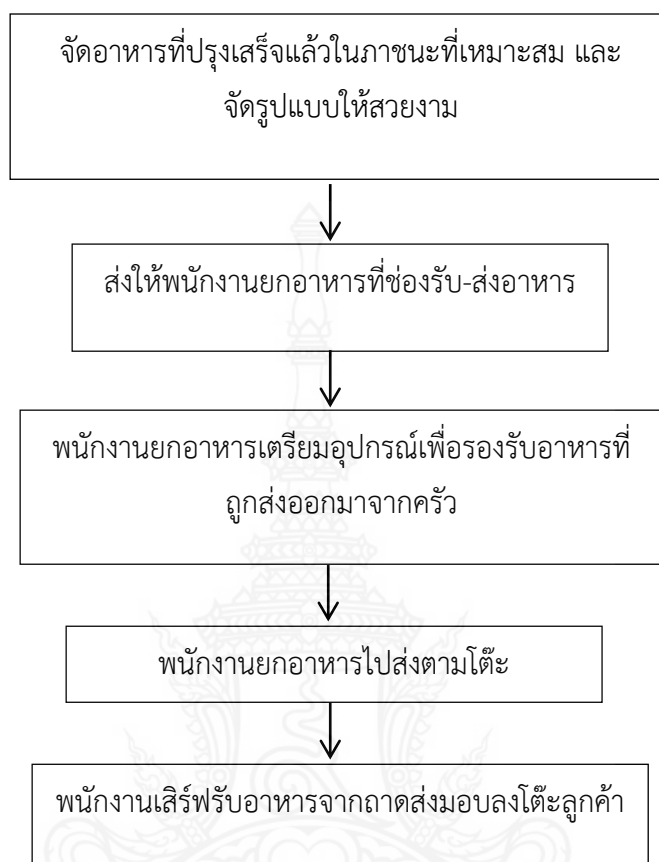 จัดอาหารที่ปรุงเสร็จแล้วในภาชนะที่เหมาะสม และ
จัดรูปแบบให้สวยงาม
ส่งให้พนักงานยกอาหารที่ช่องรับ-ส่งอาหาร
พนักงานยกอาหารเตรียมอุปกรณ์เพื่อรองรับอาหารที่
ถูกส่งออกมาจากครัว
พนักงานยกอาหารไปส่งตามโต๊ะ
พนักงานเสิร์ฟรับอาหารจากถาดส่งมอบลงโต๊ะลูกค้า